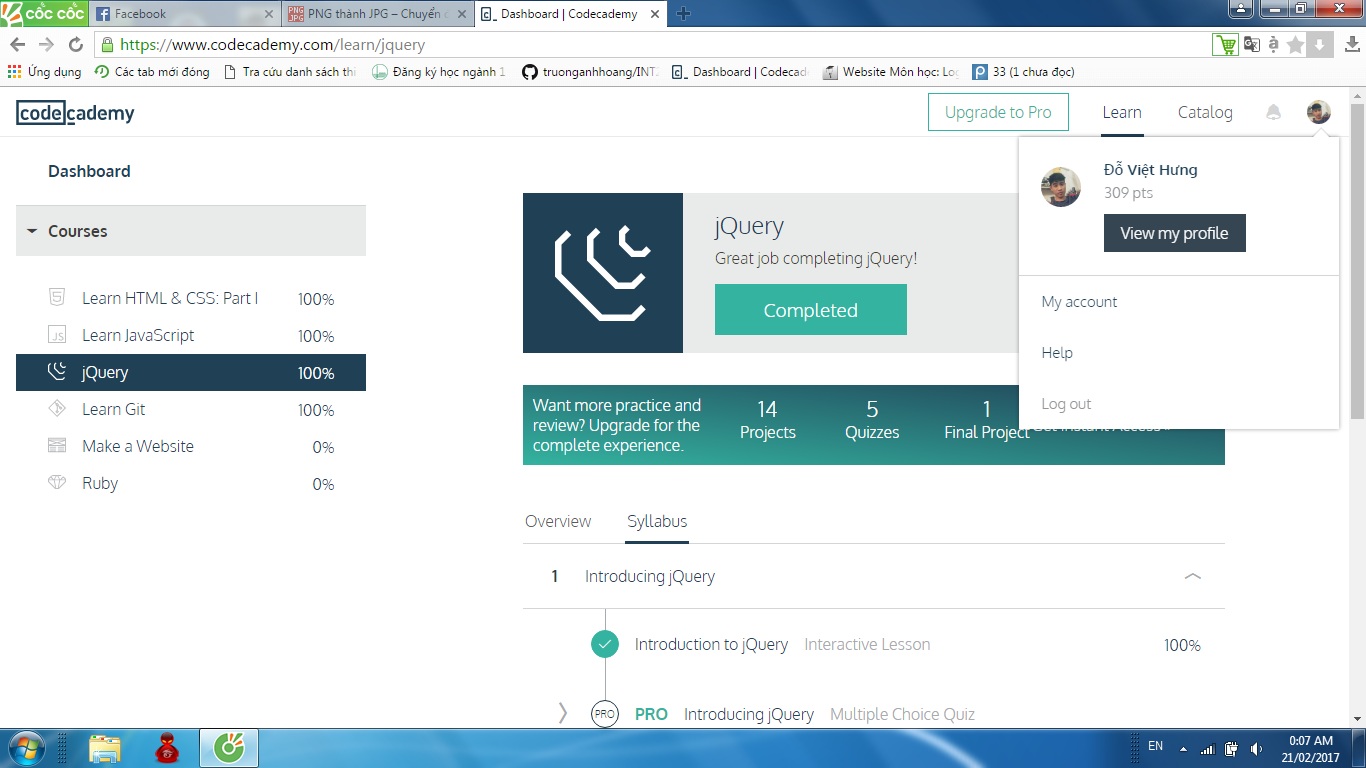 cốc cốc
Facebook
PNG thành JPG – Chuyển
Dashboard | Codecademy
https://www.codecademy.com/learn/jquery
Ứng dụng
Các tab mới đóng
Tra cứu danh sách thi
Đăng ký học ngành 1
truonganhhoang/INT
Dashboard | Codecad
Website Môn học: Lo
33 (1 chưa đọc)
codecademy
Upgrade to Pro
Learn
Catalog
Dashboard
Courses
Learn HTML & CSS: Part I 100%
Learn JavaScript 100%
jQuery 100%
Learn Git 100%
Make a Website 0%
Ruby 0%
jQuery
Great job completing jQuery!
Completed
Đỗ Việt Hưng
309 pts
View my profile
My account
Help
Log out
Want more practice and
review? Upgrade for the
complete experience.
14
Projects
5
Quizzes
1
Final Project
Get Instant Access
Overview
Syllabus
1 Introducing jQuery
Introduction to jQuery Interactive Lesson 100%
PRO PRO Introducing jQuery Multiple Choice Quiz
EN
0:07 AM
21/02/2017